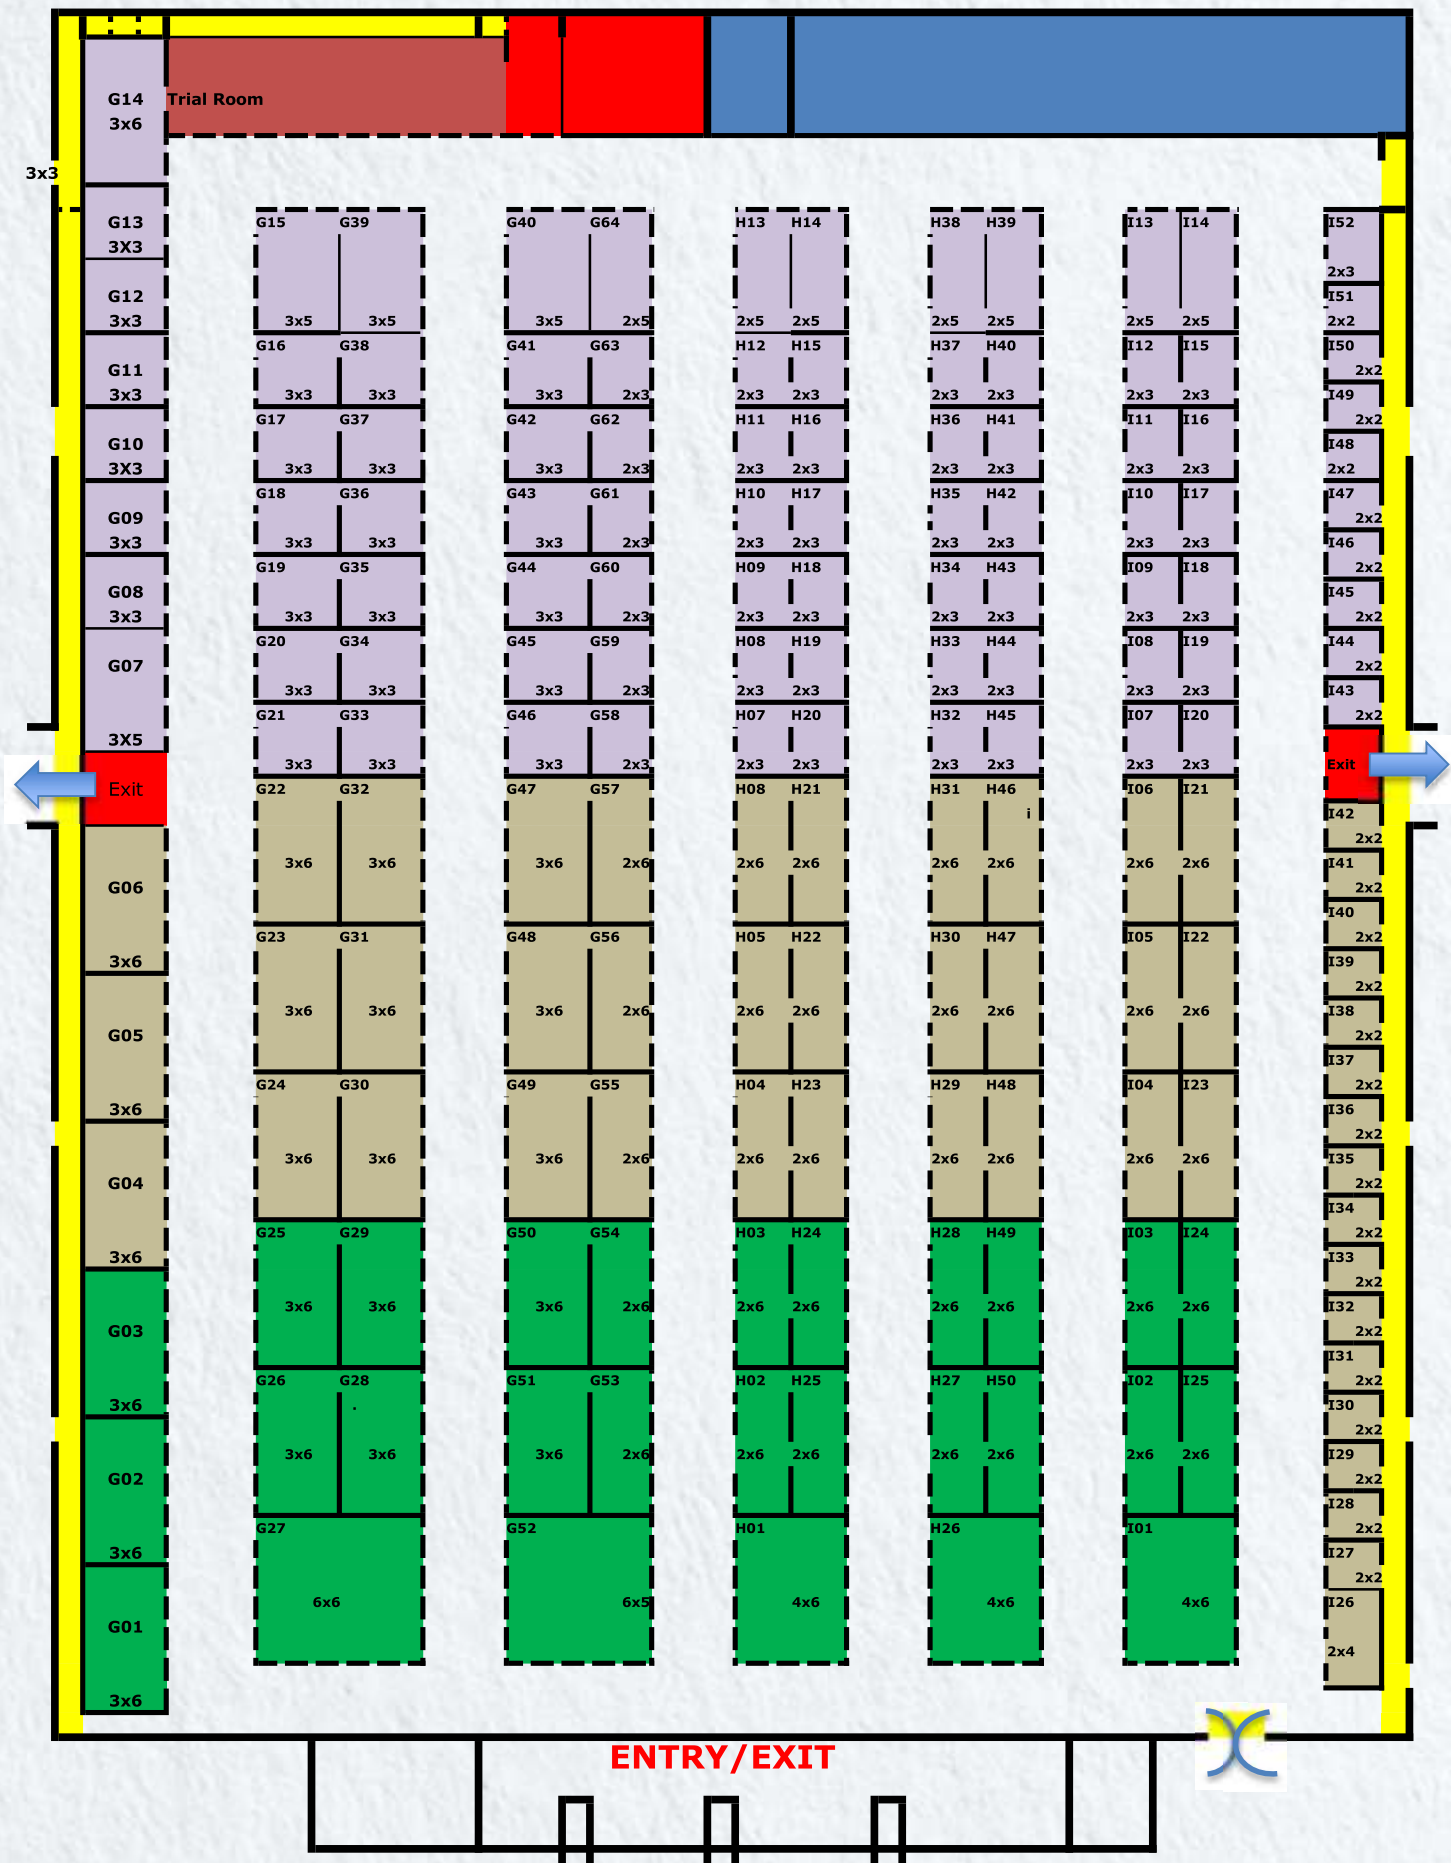 G14
Trial Room
3x6
3x3
G13
G15 G39 G40 G64 H13 H14 H38 H39 I13 I14 I52
3X3
2x3
G12
I51
3x3
3x5 3x5 3x5 2x5 2x5 2x5 2x5 2x5 2x5 2x5 2x2
G16 G38 G41 G63 H12 H15 H37 H40 I12 I15 I50
G11
2x2
3x3
3x3 3x3 3x3 2x3 2x3 2x3 2x3 2x3 2x3 2x3 I49
G17 G37 G42 G62 H11 H16 H36 H41 I11 I16 2x2
G10
I48
3X3
3x3 3x3 3x3 2x3 2x3 2x3 2x3 2x3 2x3 2x3 2x2
G18 G36 G43 G61 H10 H17 H35 H42 I10 I17 I47
G09
2x2
3x3
3x3 3x3 3x3 2x3 2x3 2x3 2x3 2x3 2x3 2x3 I46
G19 G35 G44 G60 H09 H18 H34 H43 I09 I18 2x2
G08
I45
3x3
3x3 3x3 3x3 2x3 2x3 2x3 2x3 2x3 2x3 2x3 2x2
G20 G34 G45 G59 H08 H19 H33 H44 I08 I19 I44
G07
2x2
3x3 3x3 3x3 2x3 2x3 2x3 2x3 2x3 2x3 2x3 I43
G21 G33 G46 G58 H07 H20 H32 H45 I07 I20 2x2
3X5
3x3 3x3 3x3 2x3 2x3 2x3 2x3 2x3 2x3 2x3 Exit
Exit
G22 G32 G47 G57 H08 H21 H31 H46 I06 I21
i
I42
2x2
3x6 3x6 3x6 2x6 2x6 2x6 2x6 2x6 2x6 2x6 I41
G06
2x2
I40
G23 G31 G48 G56 H05 H22 H30 H47 I05 I22 2x2
3x6
I39
2x2
3x6 3x6 3x6 2x6 2x6 2x6 2x6 2x6 2x6 2x6 I38
G05
2x2
I37
G24 G30 G49 G55 H04 H23 H29 H48 I04 I23 2x2
3x6
I36
2x2
3x6 3x6 3x6 2x6 2x6 2x6 2x6 2x6 2x6 2x6 I35
G04
2x2
I34
G25 G29 G50 G54 H03 H24 H28 H49 I03 I24 2x2
3x6
I33
2x2
3x6 3x6 3x6 2x6 2x6 2x6 2x6 2x6 2x6 2x6 I32
G03
2x2
I31
G26 G28 G51 G53 H02 H25 H27 H50 I02 I25 2x2
3x6
.
I30
2x2
3x6 3x6 3x6 2x6 2x6 2x6 2x6 2x6 2x6 2x6 I29
G02
2x2
I28
G27 G52 H01 H26 I01 2x2
3x6
I27
2x2
6x6 6x5 4x6 4x6 4x6 I26
G01
2x4
3x6
ENTRY/EXIT